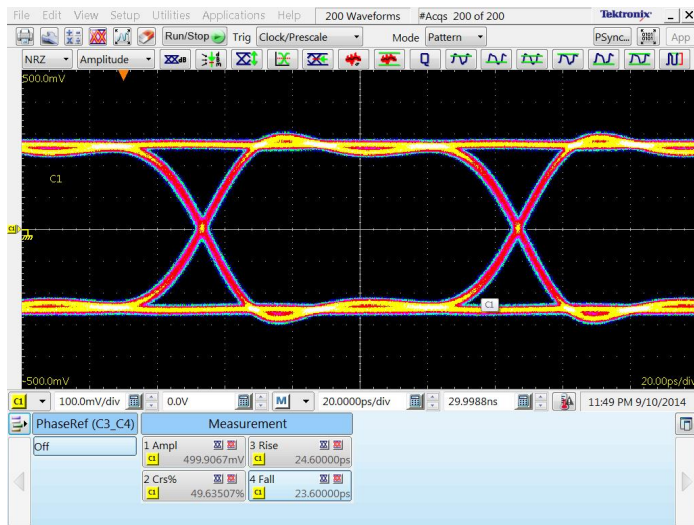 File Edit View Setup Utilities Applications Help 200 Waveforms #Acqs 200 of 200 Tektronix
Run/Stop Trig Clock/Prescale Mode Pattern PSync... App
NRZ Amplitude dB Q
500.0mV
C1
C1
C1
-500.0mV 20.00ps/div
C1 100.0mV/div 0.0V M 20.0000ps/div 29.9988ns 11:49 PM 9/10/2014
PhaseRef (C3_C4) Measurement
Off
1 Ampl 3 Rise
C1 499.9067mV C1 24.60000ps
2 Crs% 4 Fall
C1 49.63507% C1 23.60000ps